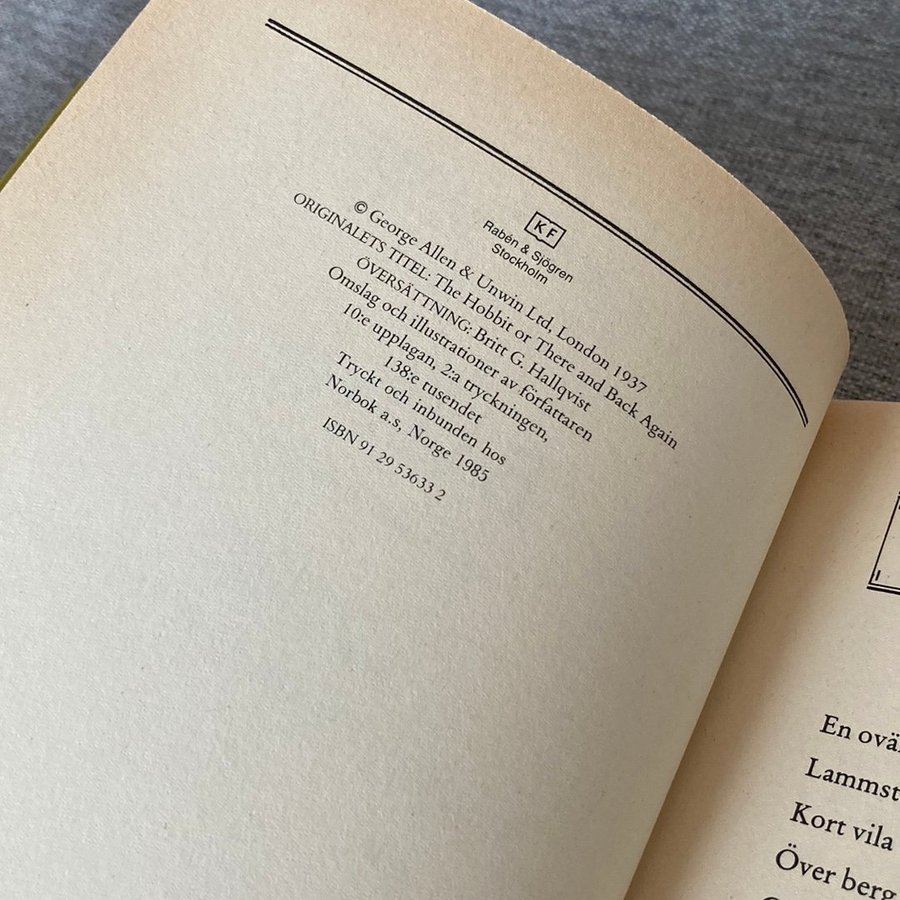 KF
Rabén & Sjögren
Stockholm
© George Allen & Unwin Ltd, London 1937
ORIGINALETS TITEL: The Hobbit or There and Back Again
ÖVERSÄTTNING: Britt G. Hallqvist
Omslag och illustrationer av författaren
10:e upplagan, 2:a tryckningen,
138:e tusendet
Tryckt och inbunden hos
Norbok a.s, Norge 1985
ISBN 91 29 53633 2
En ovä
Lammst
Kort vila
Över berg